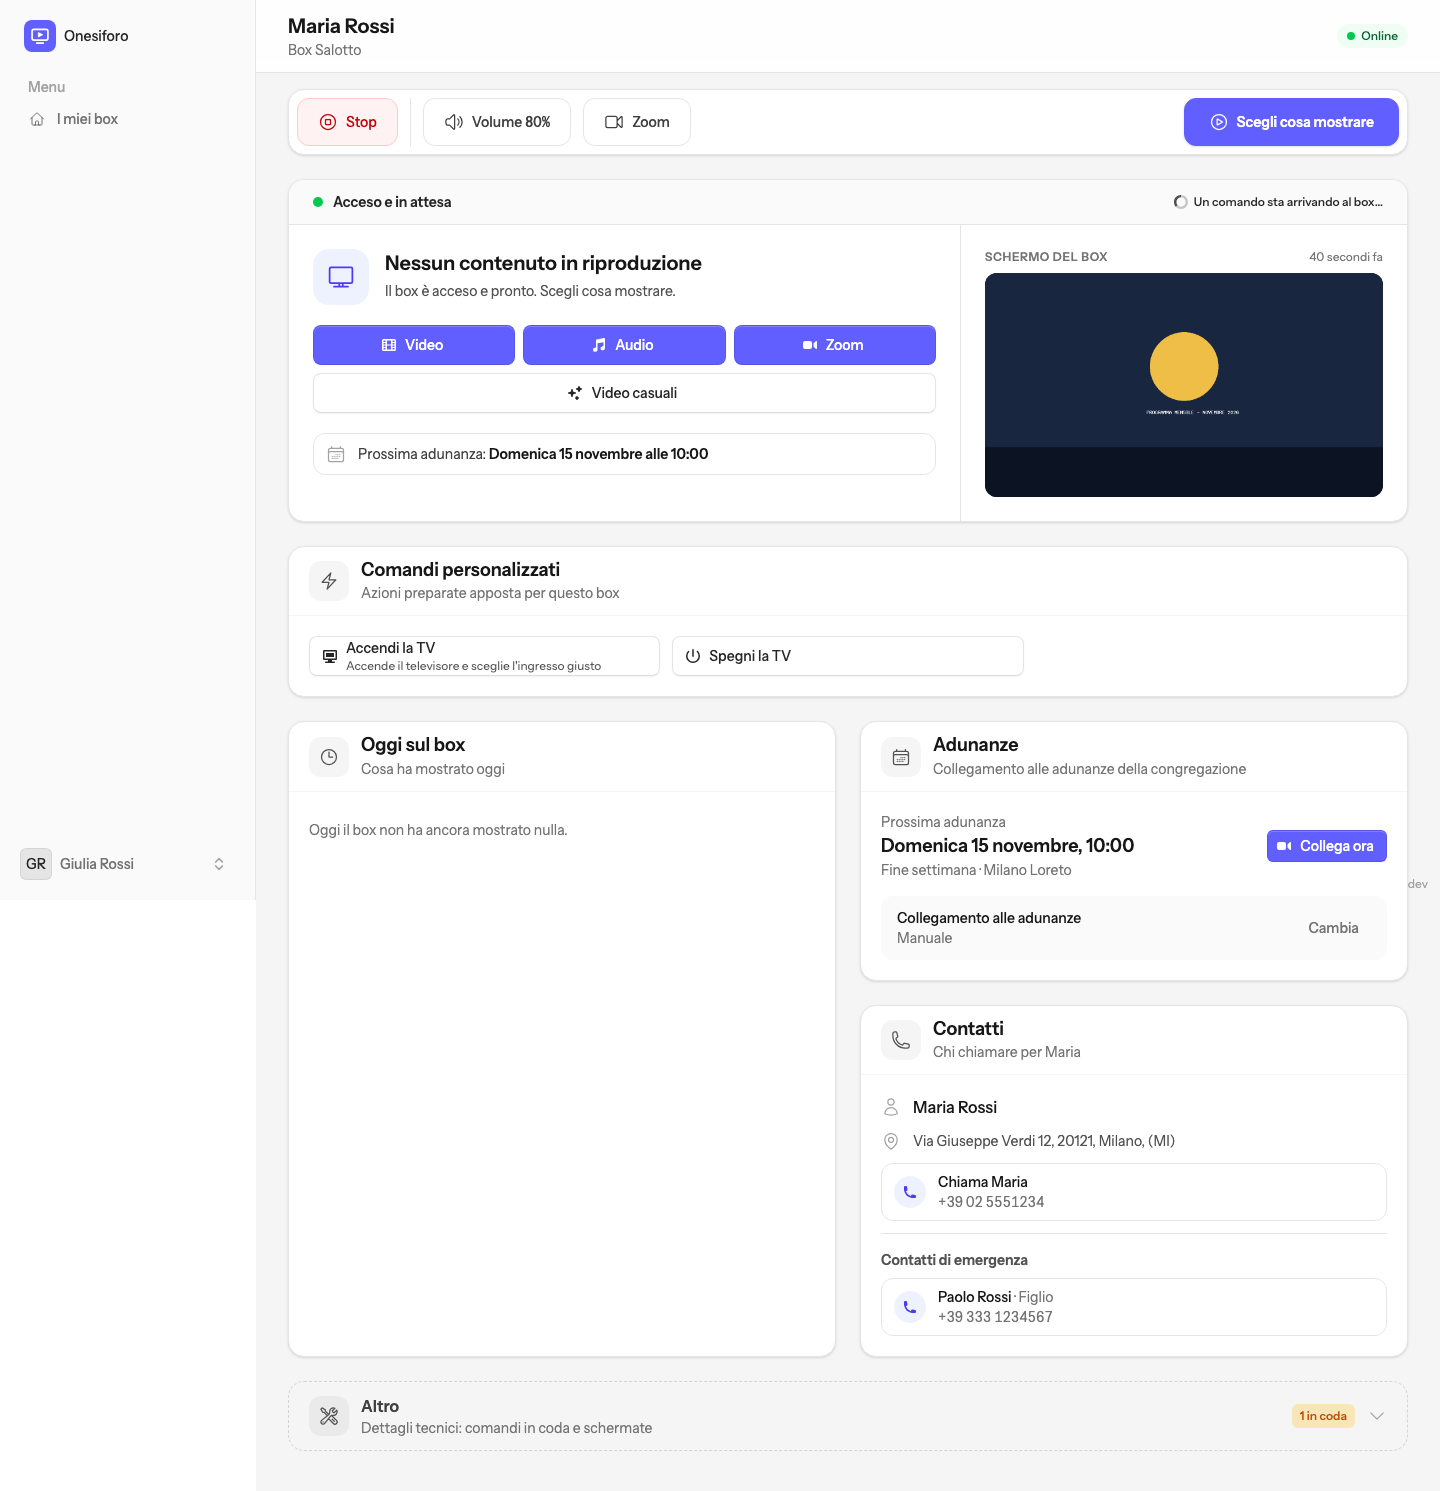 Onesiforo
Menu
I miei box
Maria Rossi
Box Salotto
Online
Stop
Volume 80%
Zoom
Scegli cosa mostrare
Acceso e in attesa
Un comando sta arrivando al box...
Nessun contenuto in riproduzione
Il box è acceso e pronto. Scegli cosa mostrare.
Video
Audio
Zoom
Video casuali
Prossima adunanza: Domenica 15 novembre alle 10:00
SCHERMO DEL BOX
40 secondi fa
Comandi personalizzati
Azioni preparate apposta per questo box
Accendi la TV
Accende il televisore e sceglie l'ingresso giusto
Spegni la TV
Oggi sul box
Cosa ha mostrato oggi
Oggi il box non ha ancora mostrato nulla.
Adunanze
Collegamento alle adunanze della congregazione
Prossima adunanza
Domenica 15 novembre, 10:00
Fine settimana · Milano Loreto
Collega ora
Collegamento alle adunanze
Manuale
Cambia
dev
Contatti
Chi chiamare per Maria
Maria Rossi
Via Giuseppe Verdi 12, 20121, Milano, (MI)
Chiama Maria
+39 02 5551234
Contatti di emergenza
Paolo Rossi · Figlio
+39 333 1234567
GR
Giulia Rossi
Altro
Dettagli tecnici: comandi in coda e schermate
1 in coda